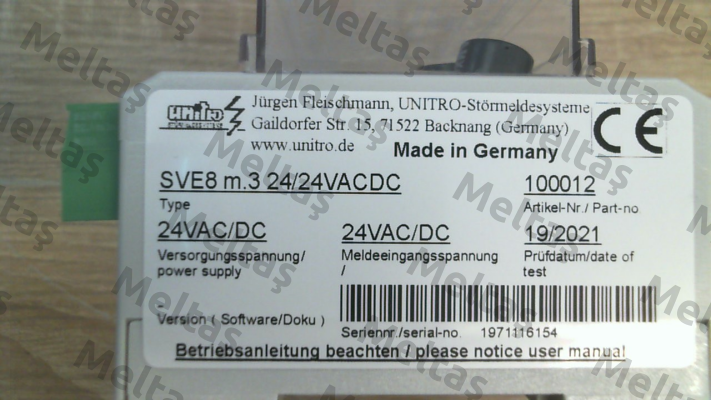 unitro
Jürgen Fleischmann, UNITRO-Störmeldesysteme
Gaildorfer Str. 15, 71522 Backnang (Germany)
www.unitro.de
Made in Germany
CE
SVE8 m.3 24/24VACDC
100012
Type
Artikel-Nr./ Part-no
24VAC/DC
24VAC/DC
19/2021
Versorgungsspannung/
power supply
Meldeeingangsspannung
/
Prüfdatum/date of
test
-
Version ( Software/Doku )
Seriennr./serial-no. 1971116154
Betriebsanleitung beachten / please notice user manual
Meltaş